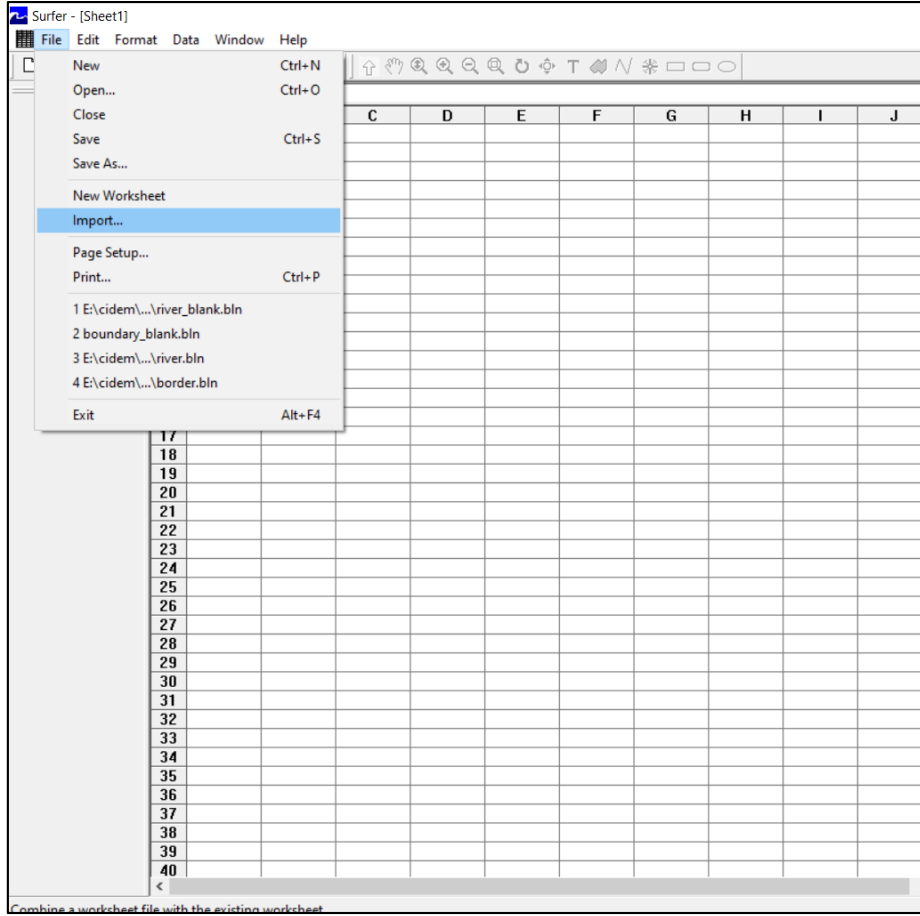 Surfer - [Sheet1]
File Edit Format Data Window Help
New Ctrl+N
Open... Ctrl+O
Close
Save Ctrl+S
Save As...
New Worksheet
Import...
Page Setup...
Print... Ctrl+P
1 E:\cidem\...\river_blank.bln
2 boundary_blank.bln
3 E:\cidem\...\river.bln
4 E:\cidem\...\border.bln
Exit Alt+F4
T
C D E F G H I J
17
18
19
20
21
22
23
24
25
26
27
28
29
30
31
32
33
34
35
36
37
38
39
40
Combine a worksheet file with the existing worksheet